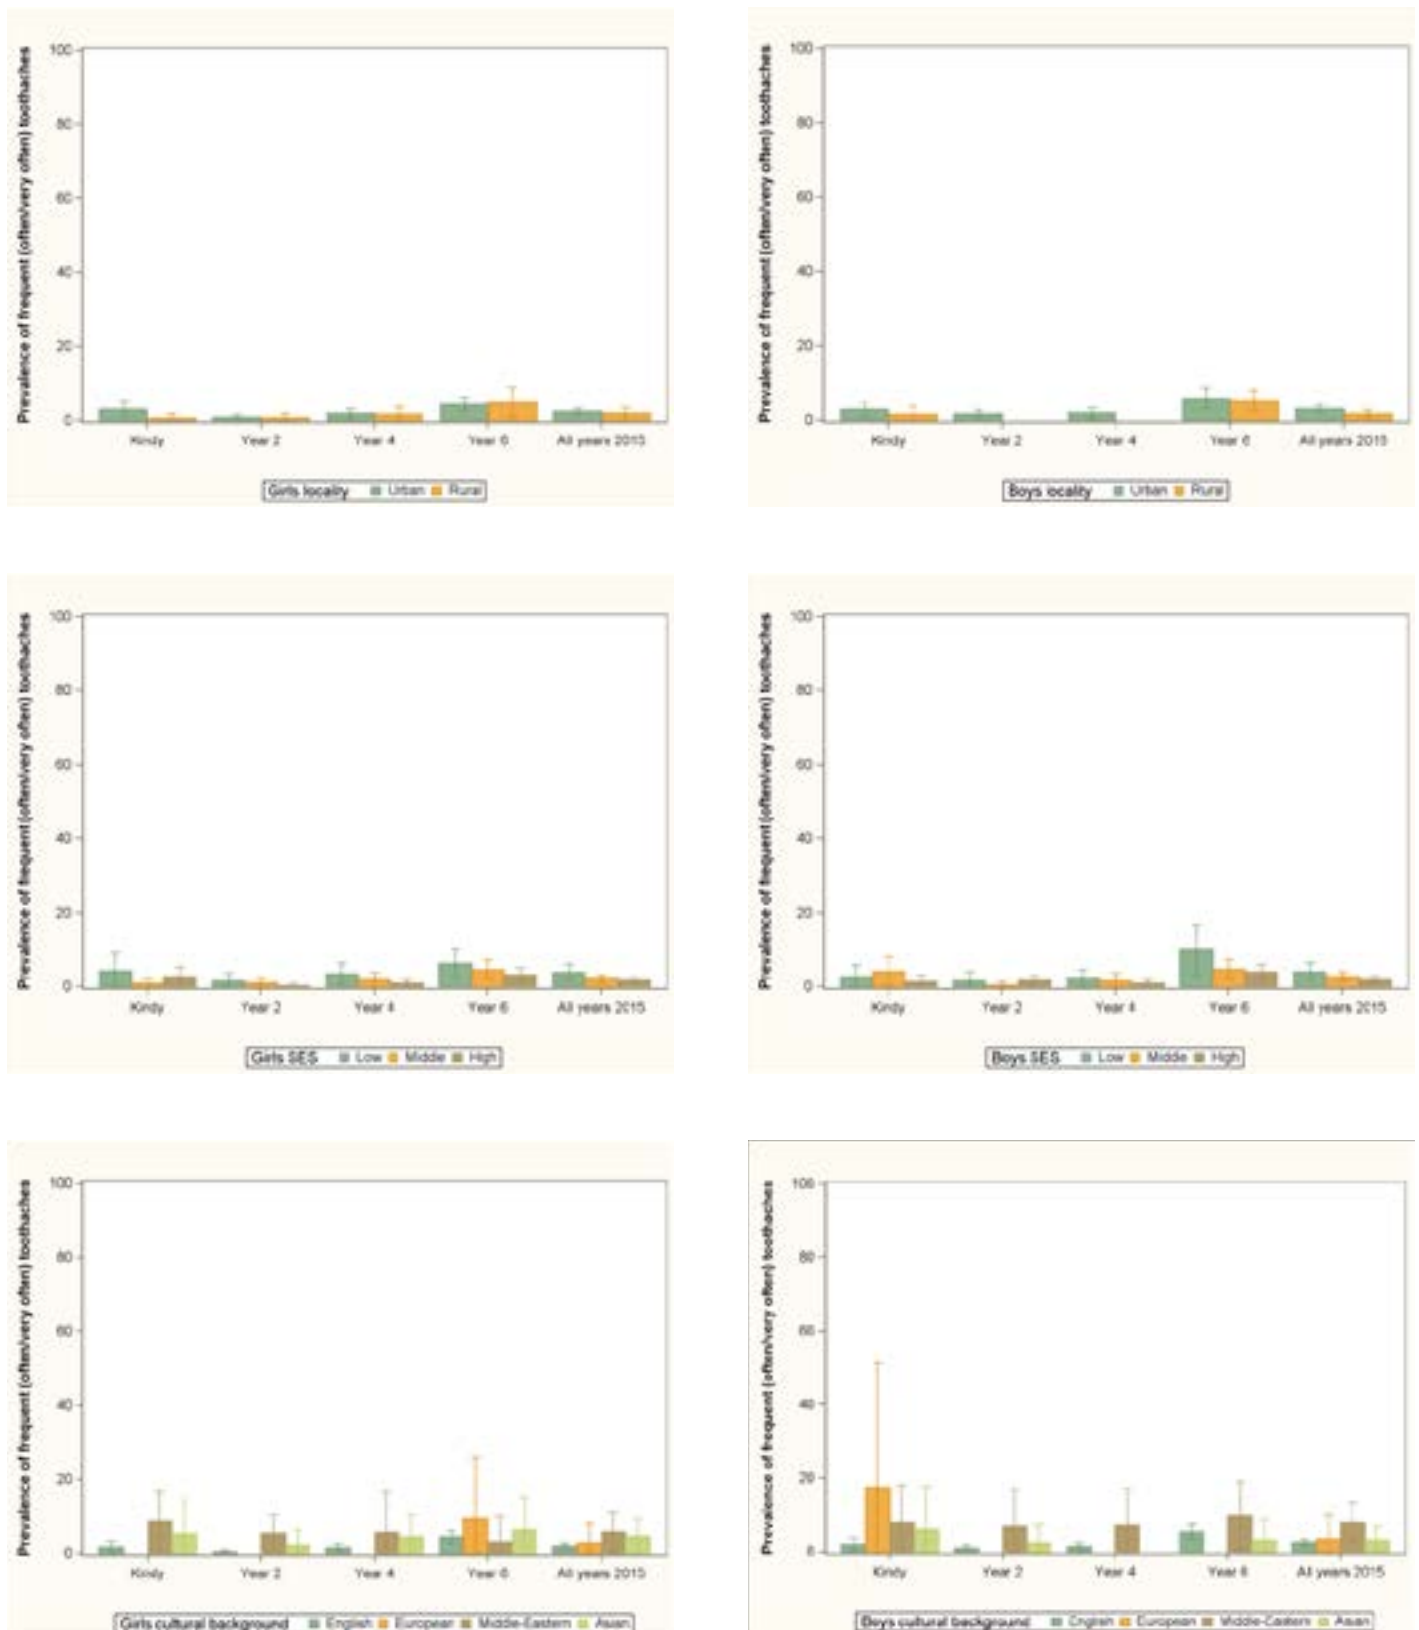 Prevalence of frequent (often/very often) toothaches
100
80
60
40
20
0
Kindy Year 2 Year 4 Year 6 All years 2015
Girls locality Urban Rural
Prevalence of frequent (often/very often) toothaches
100
80
60
40
20
0
Kindy Year 2 Year 4 Year 6 All years 2015
Boys locality Urban Rural
Prevalence of frequent (often/very often) toothaches
100
80
60
40
20
0
Kindy Year 2 Year 4 Year 6 All years 2015
Girls SES Low Middle High
Prevalence of frequent (often/very often) toothaches
100
80
60
40
20
0
Kindy Year 2 Year 4 Year 6 All years 2015
Boys SES Low Middle High
Prevalence of frequent (often/very often) toothaches
100
80
60
40
20
0
Kindy Year 2 Year 4 Year 6 All years 2015
Girls cultural background English European Middle-Eastern Asian
Prevalence of frequent (often/very often) toothaches
100
80
60
40
20
0
Kindy Year 2 Year 4 Year 6 All years 2015
Boys cultural background English European Middle-Eastern Asian